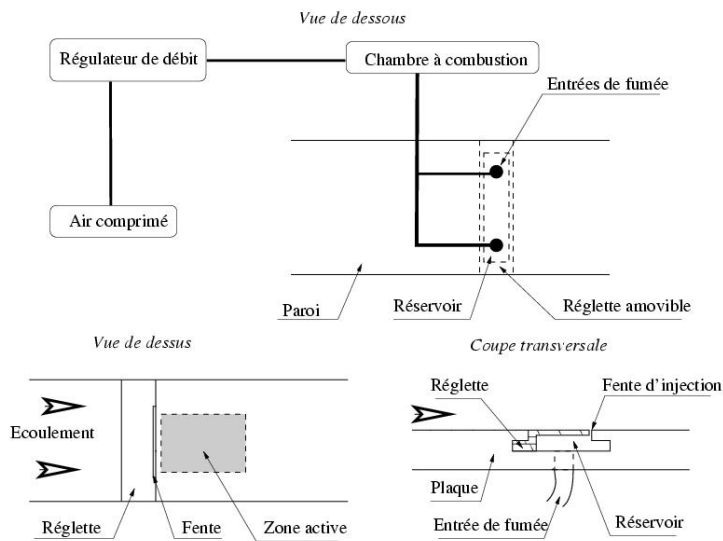 Vue de dessous
Régulateur de débit
Chambre à combustion
Entrées de fumée
Air comprimé
Paroi
Réservoir
Réglette amovible
Vue de dessus
Ecoulement
Réglette
Fente
Zone active
Coupe transversale
Réglette
Fente d'injection
Plaque
Entrée de fumée
Réservoir